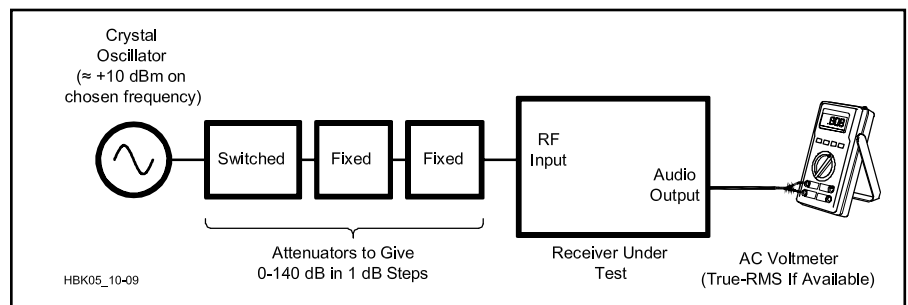 Crystal
Oscillator
(≈ +10 dBm on
chosen frequency)
Switched
Fixed
Fixed
RF
Input
Audio
Output
Attenuators to Give
0-140 dB in 1 dB Steps
Receiver Under
Test
AC Voltmeter
(True-RMS If Available)
HBK05_10-09